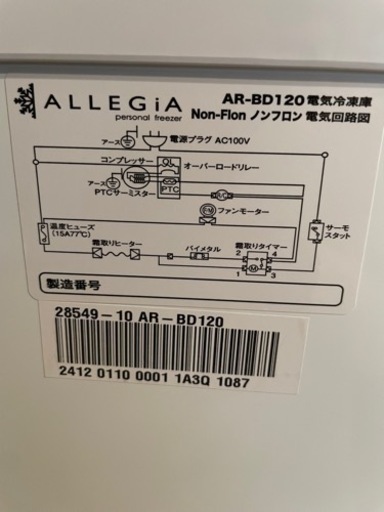 ALLEGiA
personal freezer
AR-BD120 電気冷凍庫
Non-Flon ノンフロン 電気回路図
アース 電源プラグ AC100V
コンプレッサー OL オーバーロードリレー
アース PTC
PTCサーミスター
FM ファンモーター
温度ヒューズ
(15A77℃)
サーモ
スタット
霜取りヒーター バイメタル 霜取りタイマー
2 4
M
1 3
製造番号
28549-10 AR-BD120
2412 0110 0001 1A3Q 1087